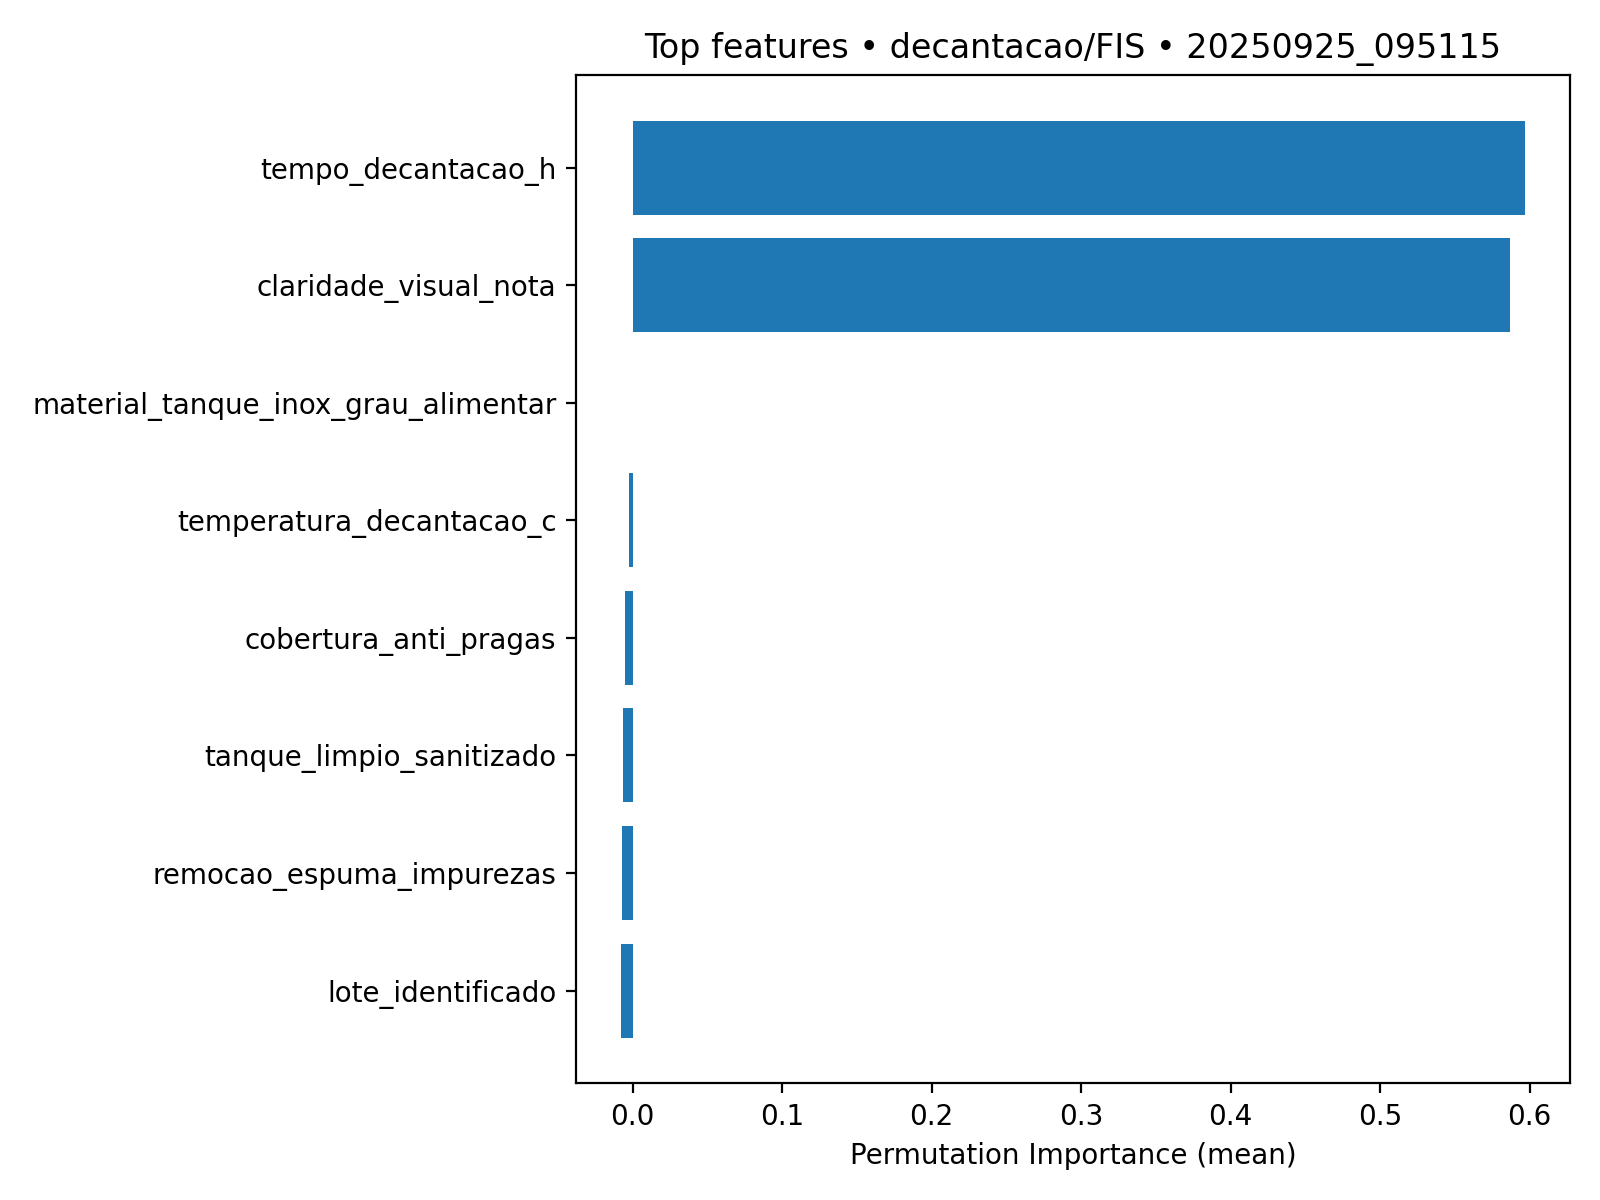 Top features • decantacao/FIS • 20250925_095115
tempo_decantacao_h
claridade_visual_nota
material_tanque_inox_grau_alimentar
temperatura_decantacao_c
cobertura_anti_pragas
tanque_limpio_sanitizado
remocao_espuma_impurezas
lote_identificado
0.0 0.1 0.2 0.3 0.4 0.5 0.6
Permutation Importance (mean)